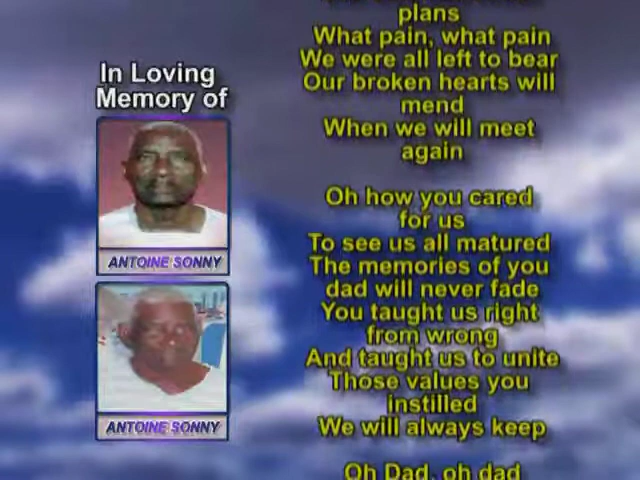 In Loving
Memory of
ANTOINE SONNY
ANTOINE SONNY
plans
What pain, what pain
We were all left to bear
Our broken hearts will
mend
When we will meet
again
Oh how you cared
for us
To see us all matured
The memories of you
dad will never fade
You taught us right
from wrong
And taught us to unite
Those values you
instilled
We will always keep
Oh Dad, oh dad